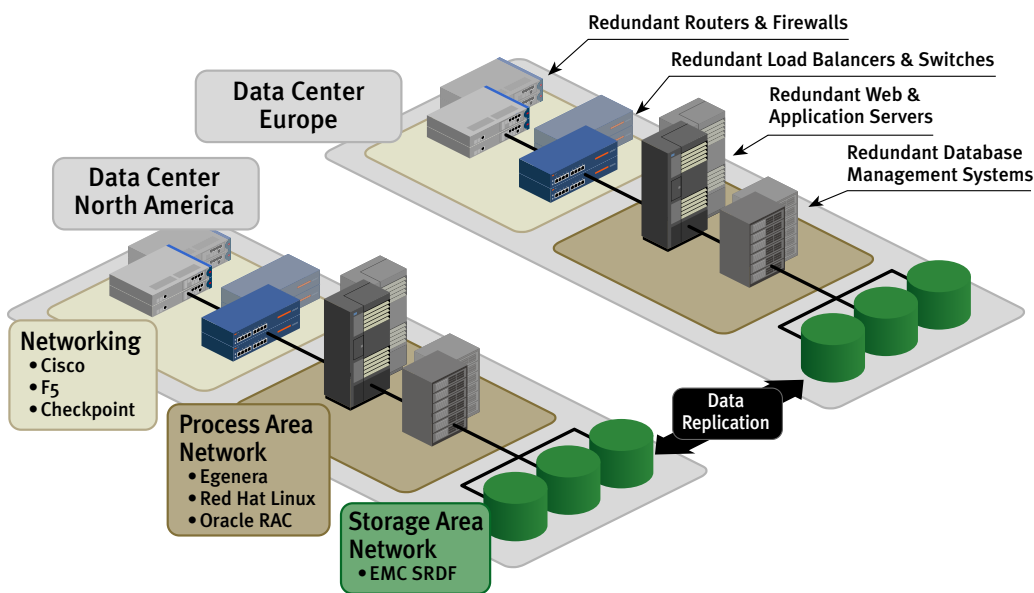 Redundant Routers & Firewalls
Redundant Load Balancers & Switches
Redundant Web &
Application Servers
Redundant Database
Management Systems
Data Center
Europe
Data Center
North America
Networking
• Cisco
• F5
• Checkpoint
Process Area
Network
• Egenera
• Red Hat Linux
• Oracle RAC
Storage Area
Network
• EMC SRDF
Data
Replication